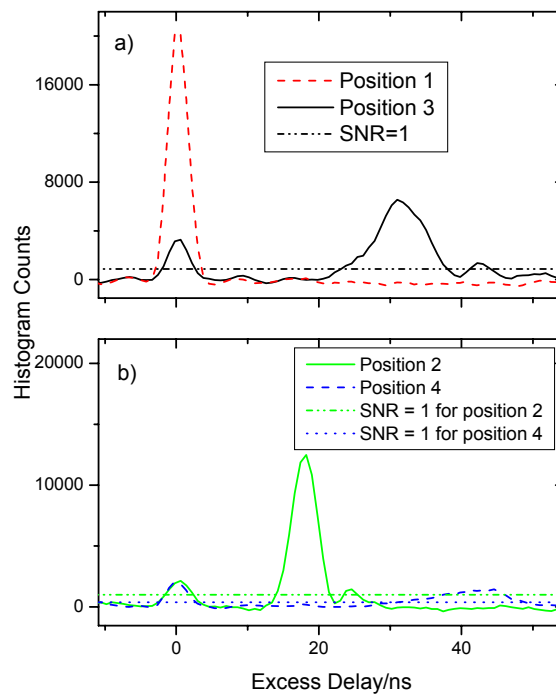 a)
16000
8000
0
Position 1
Position 3
SNR=1
Histogram Counts
b)
20000
10000
0
Position 2
Position 4
SNR = 1 for position 2
SNR = 1 for position 4
0 20 40
Excess Delay/ns